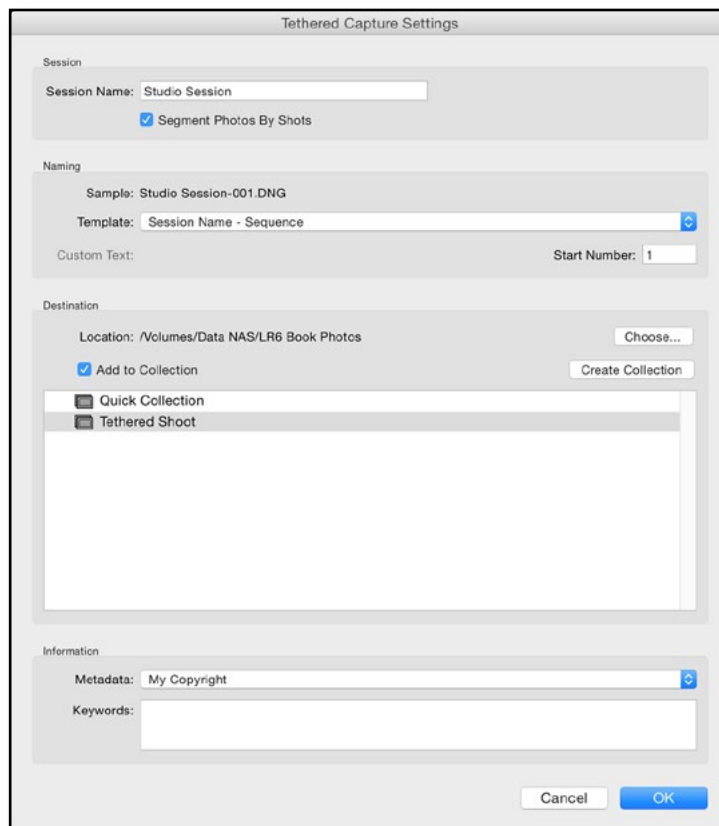 Tethered Capture Settings
Session
Session Name: Studio Session
Segment Photos By Shots
Naming
Sample: Studio Session-001.DNG
Template: Session Name - Sequence
Custom Text: Start Number: 1
Destination
Location: /Volumes/Data NAS/LR6 Book Photos Choose...
Add to Collection Create Collection
Quick Collection
Tethered Shoot
Information
Metadata: My Copyright
Keywords:
Cancel OK